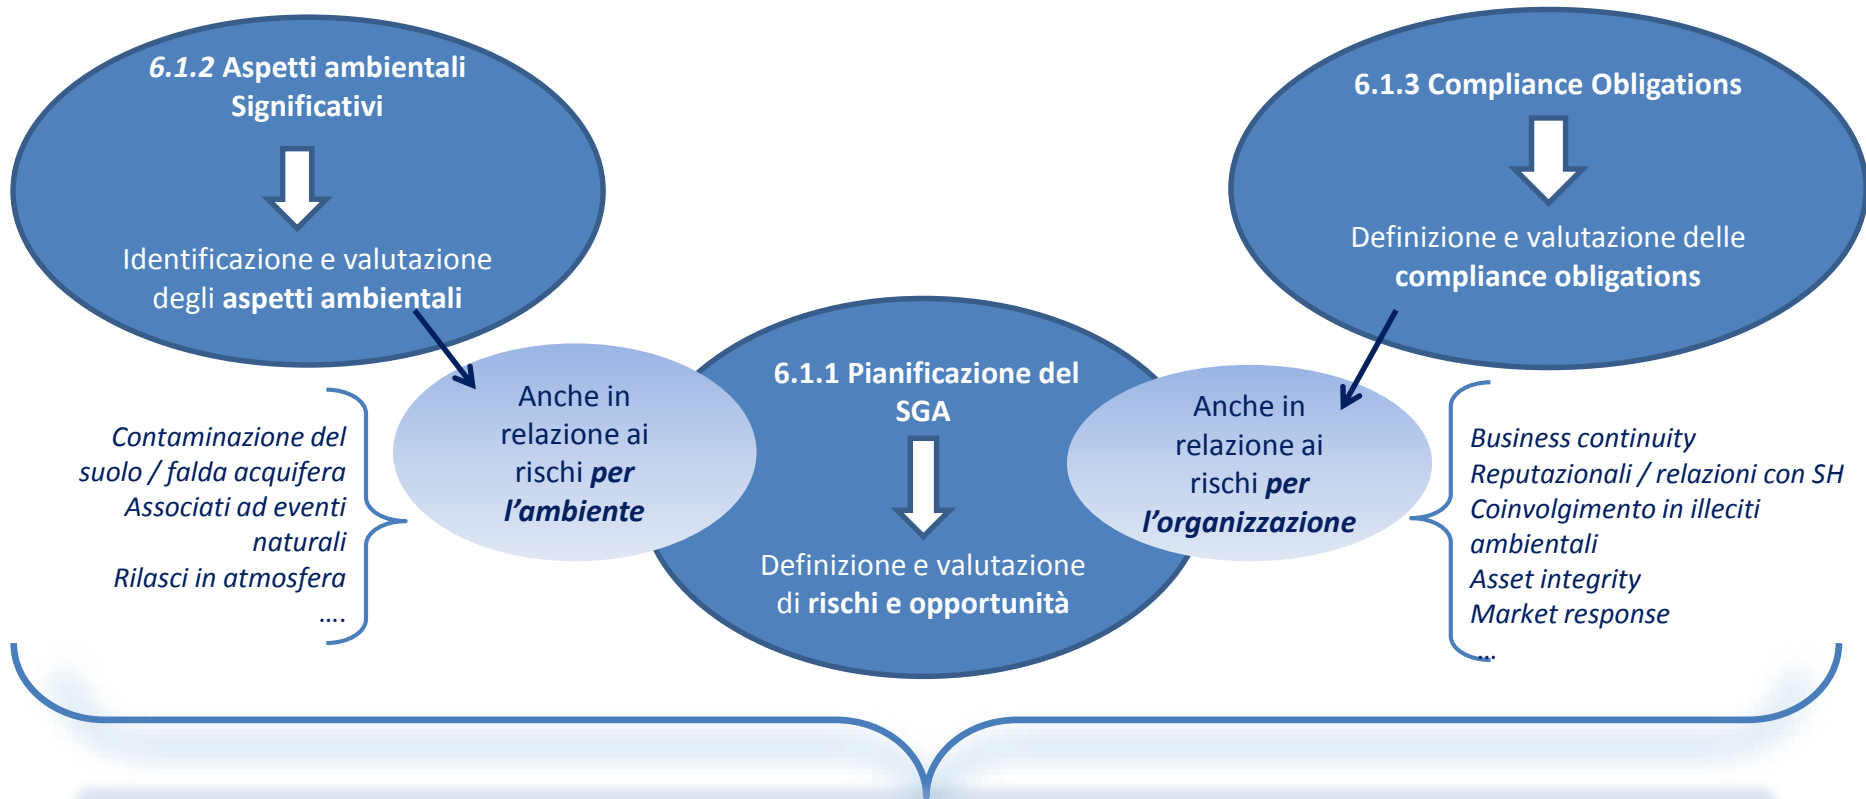 6.1.2 Aspetti ambientali
Significativi
Identificazione e valutazione
degli aspetti ambientali
6.1.3 Compliance Obligations
Definizione e valutazione delle
compliance obligations
6.1.1 Pianificazione del
SGA
Definizione e valutazione
di rischi e opportunità
Anche in
relazione ai
rischi per
l'ambiente
Anche in
relazione ai
rischi per
l'organizzazione
Contaminazione del
suolo / falda acquifera
Associati ad eventi
naturali
Rilasci in atmosfera
....
Business continuity
Reputazionali / relazioni con SH
Coinvolgimento in illeciti
ambientali
Asset integrity
Market response
...